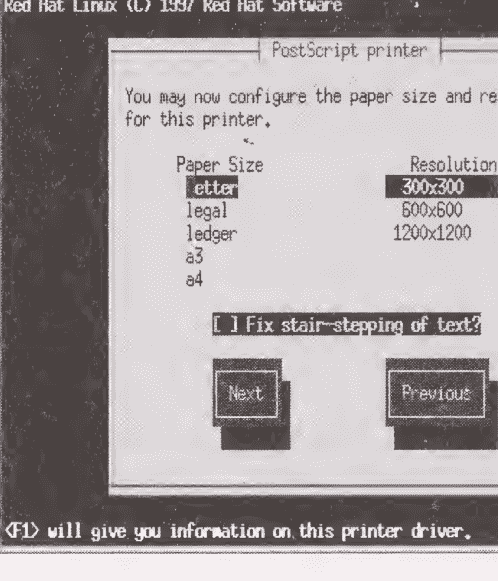 Red Hat Linux (C) 1997 Red Hat Software
PostScript printer
You may now configure the paper size and re
for this printer.
Paper Size Resolution
etter 300x300
legal 600x600
ledger 1200x1200
a3
a4
[ ] Fix stair-stepping of text?
Next Previous
<F1> will give you information on this printer driver.